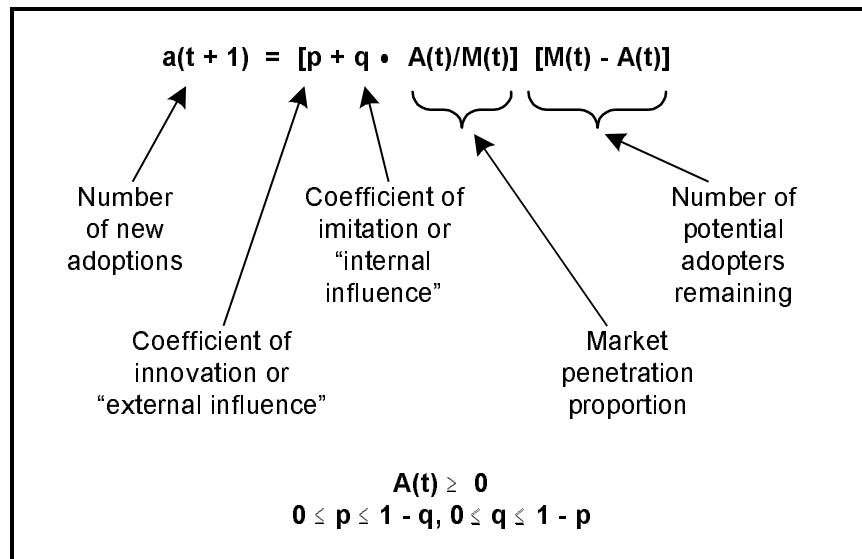 a(t + 1) = [p + q • A(t)/M(t)] [M(t) - A(t)]
Number
of new
adoptions
Coefficient of
imitation or
“internal
influence”
Number of
potential
adopters
remaining
Coefficient of
innovation or
“external influence”
Market
penetration
proportion
A(t) ≥ 0
0 ≤ p ≤ 1 - q, 0 ≤ q ≤ 1 - p